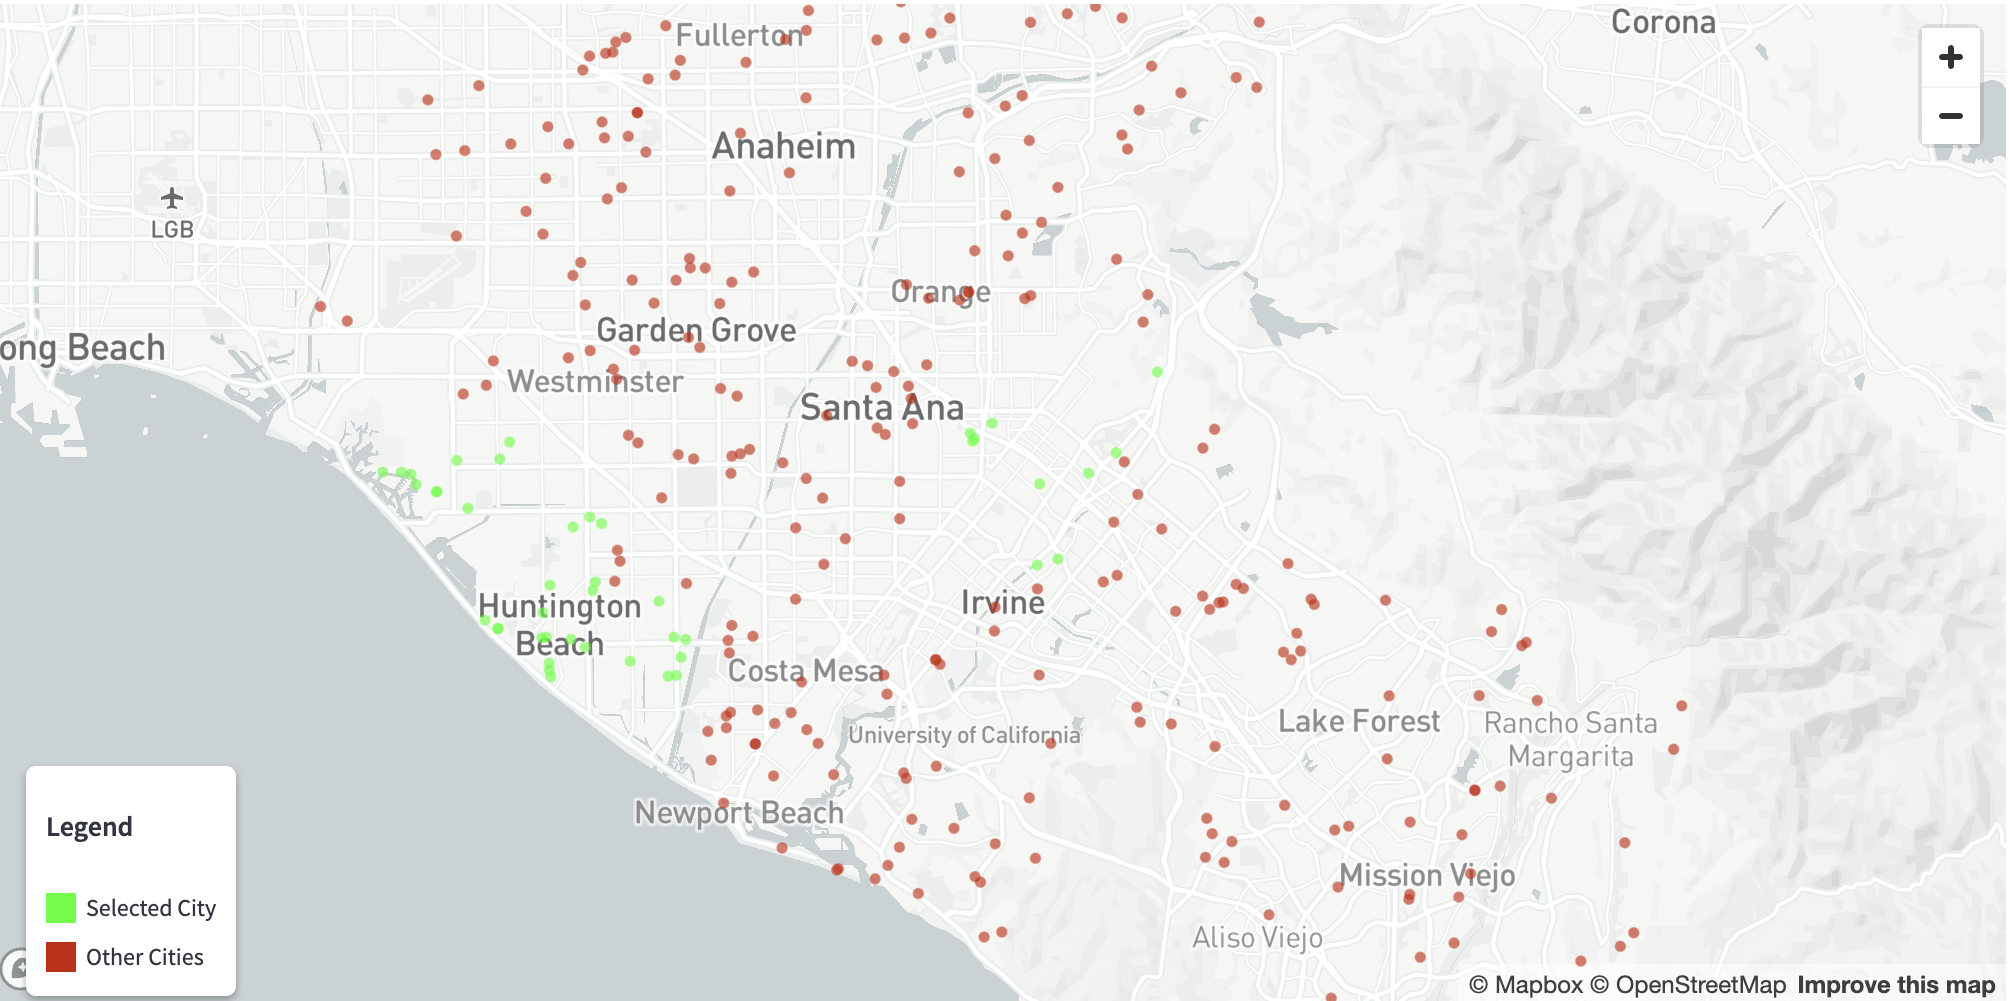 Fullerton
Corona
+
Anaheim
−
LGB
Orange
ong Beach
Garden Grove
Westminster
Santa Ana
Huntington
Beach
Irvine
Costa Mesa
University of California
Lake Forest
Rancho Santa
Margarita
Newport Beach
Mission Viejo
Aliso Viejo
Legend
Selected City
Other Cities
© Mapbox © OpenStreetMap Improve this map